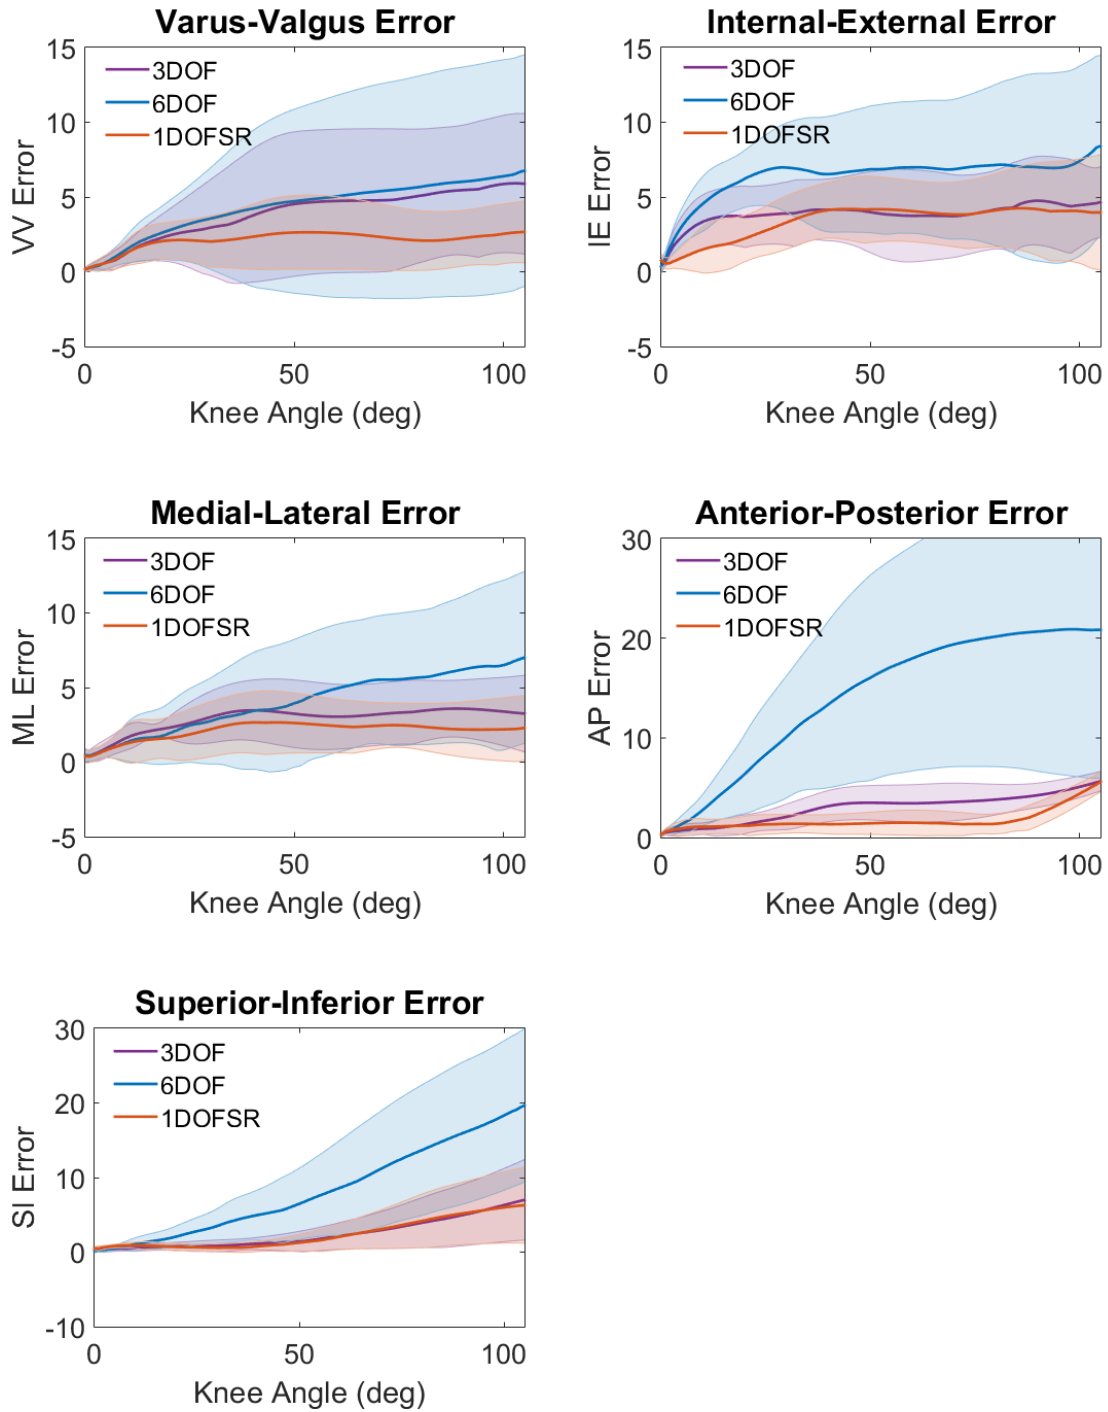 Varus-Valgus Error
15
10
5
0
-5
VV Error
3DOF
6DOF
1DOFSR
0 50 100
Knee Angle (deg)
Internal-External Error
15
10
5
0
-5
IE Error
3DOF
6DOF
1DOFSR
0 50 100
Knee Angle (deg)
Medial-Lateral Error
15
10
5
0
-5
ML Error
3DOF
6DOF
1DOFSR
0 50 100
Knee Angle (deg)
Anterior-Posterior Error
30
20
10
0
AP Error
3DOF
6DOF
1DOFSR
0 50 100
Knee Angle (deg)
Superior-Inferior Error
30
20
10
0
-10
SI Error
3DOF
6DOF
1DOFSR
0 50 100
Knee Angle (deg)